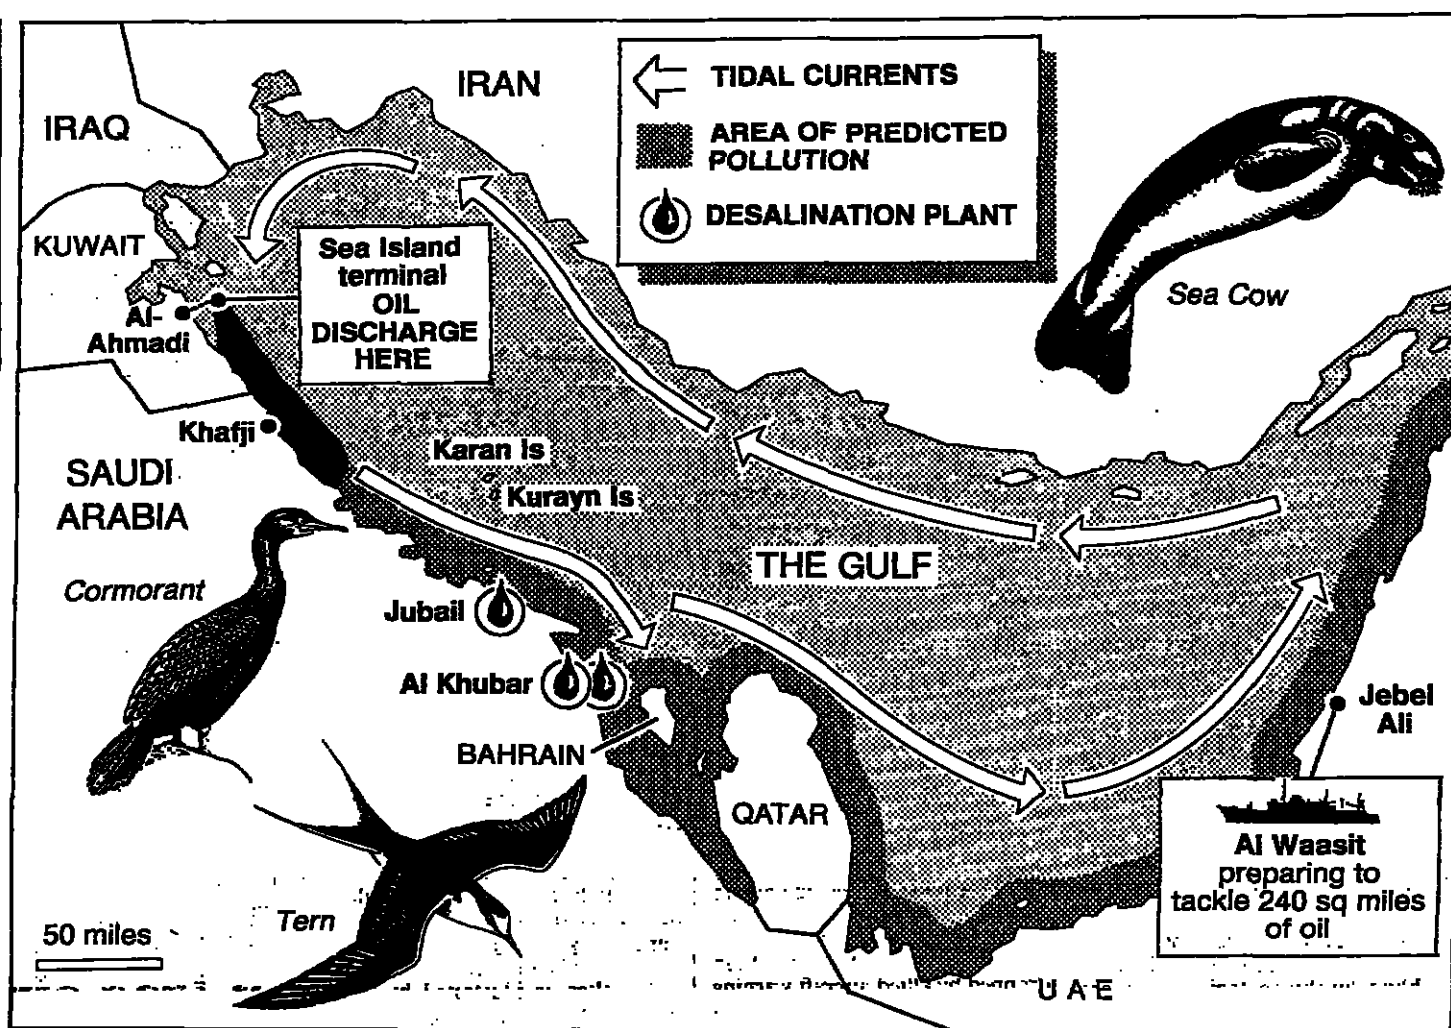 TIDAL CURRENTS
AREA OF PREDICTED
POLLUTION
DESALINATION PLANT
IRAN
IRAQ
KUWAIT
Sea Island
terminal
OIL
DISCHARGE
HERE
Al-
Ahmadi
Sea Cow
Khafji
Karan Is
Kurayn Is
SAUDI
ARABIA
THE GULF
Cormorant
Jubail
Al Khubar
BAHRAIN
QATAR
Jebel
Ali
Al Waasit
preparing to
tackle 240 sq miles
of oil
Tern
50 miles
UAE